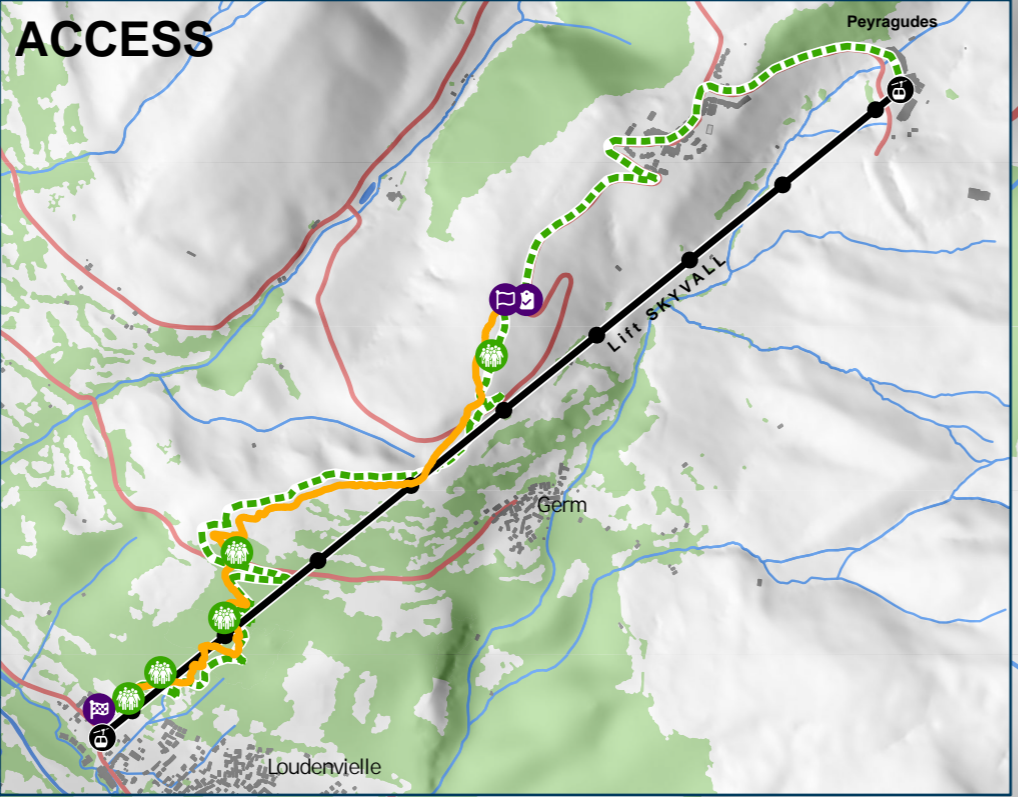 ACCESS
Peyragudes
Lift SKYVALL
Germ
Loudenvielle